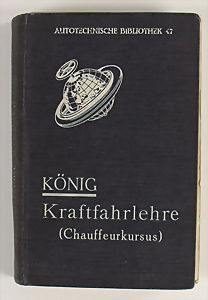 AUTOTECHNISCHE BIBLIOTHEK 47
KÖNIG
Kraftfahrlehre
(Chauffeurkursus)